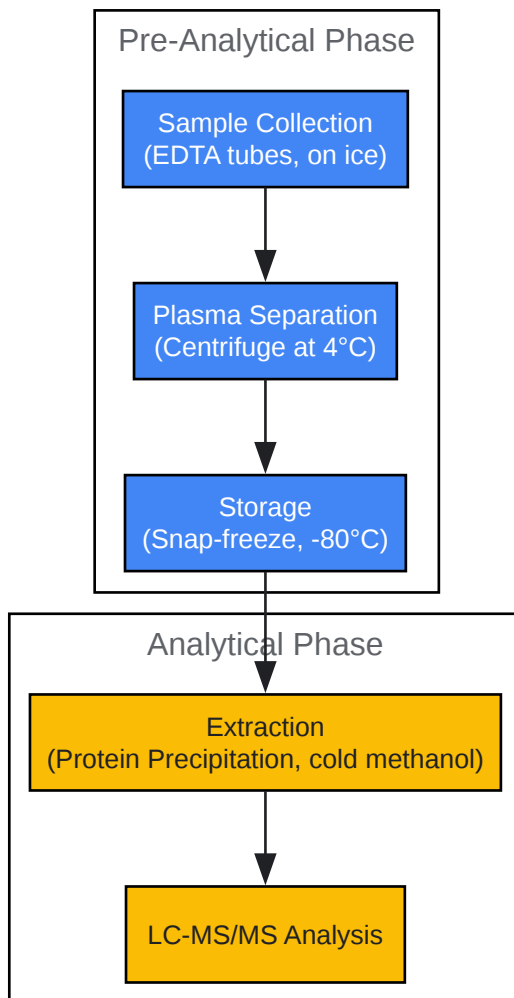 Pre-Analytical Phase
Sample Collection
(EDTA tubes, on ice)
Plasma Separation
(Centrifuge at 4°C)
Storage
(Snap-freeze, -80°C)
Analytical Phase
Extraction
(Protein Precipitation, cold methanol)
LC-MS/MS Analysis